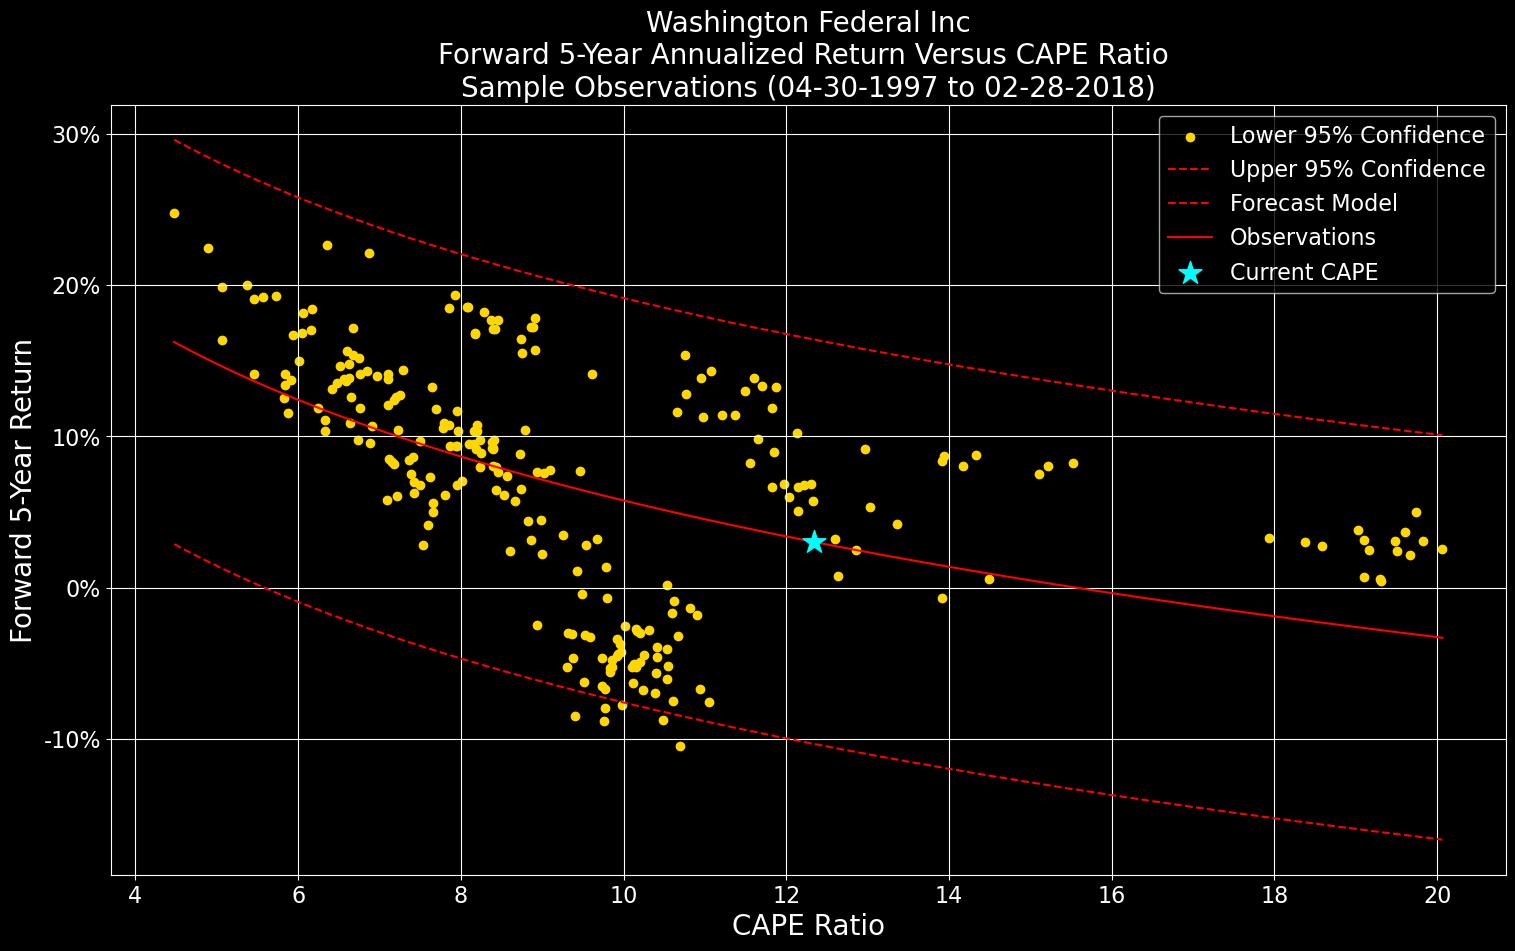 Washington Federal Inc
Forward 5-Year Annualized Return Versus CAPE Ratio
Sample Observations (04-30-1997 to 02-28-2018)
Lower 95% Confidence
Upper 95% Confidence
Forecast Model
Observations
Current CAPE
Forward 5-Year Return
30%
20%
10%
0%
-10%
4 6 8 10 12 14 16 18 20
CAPE Ratio